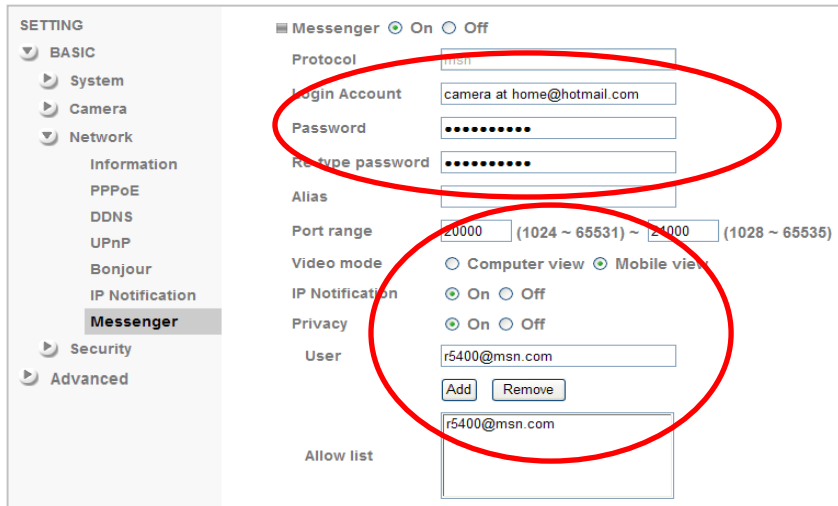 SETTING
BASIC
System
Camera
Network
Information
PPPoE
DDNS
UPnP
Bonjour
IP Notification
Messenger
Security
Advanced
Messenger On Off
Protocol msn
Login Account camera at home@hotmail.com
Password ●●●●●●●●●●
Re-type password ●●●●●●●●●●
Alias
Port range 20000 (1024 ~ 65531) ~ 21000 (1028 ~ 65535)
Video mode Computer view Mobile view
IP Notification On Off
Privacy On Off
User r5400@msn.com
Add Remove
r5400@msn.com
Allow list